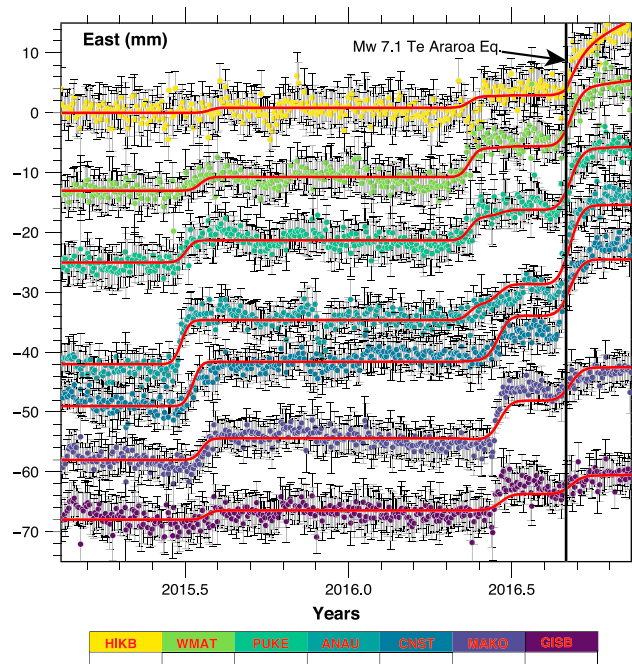 East (mm)
Mw 7.1 Te Araroa Eq.
10
0
−10
−20
−30
−40
−50
−60
−70
2015.5 2016.0 2016.5
Years
HIKB WMAT PUKE ANAU CNST MAKO GISB